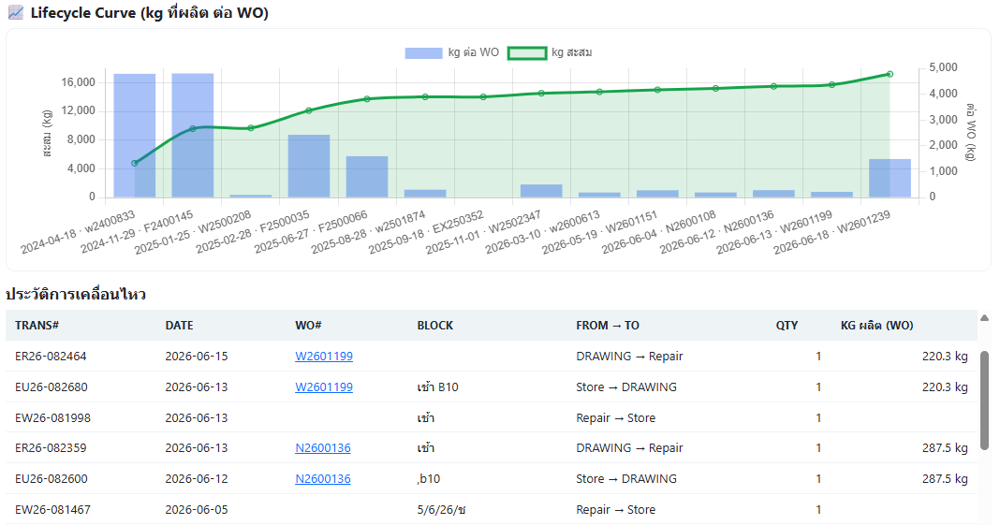 Lifecycle Curve (kg ที่ผลิต ต่อ WO)
kg ต่อ WO kg สะสม
สะสม (kg)
16,000
12,000
8,000
4,000
0
5,000
4,000
3,000
2,000
1,000
0
ต่อ WO (kg)
2024-04-18 · w2400833
2024-11-29 · F2400145
2025-01-25 · W2500208
2025-02-28 · F2500035
2025-06-27 · F2500066
2025-08-28 · w2501874
2025-09-18 · EX250352
2025-11-01 · W2502347
2026-03-10 · w2600613
2026-05-19 · W2601151
2026-06-04 · N2600108
2026-06-12 · N2600136
2026-06-13 · W2601199
2026-06-18 · W2601239
ประวัติการเคลื่อนไหว
TRANS# DATE WO# BLOCK FROM → TO QTY KG ผลิต (WO)
ER26-082464 2026-06-15 W2601199 DRAWING → Repair 1 220.3 kg
EU26-082680 2026-06-13 W2601199 เช้า B10 Store → DRAWING 1 220.3 kg
EW26-081998 2026-06-13 เช้า Repair → Store 1
ER26-082359 2026-06-13 N2600136 เช้า DRAWING → Repair 1 287.5 kg
EU26-082600 2026-06-12 N2600136 ,b10 Store → DRAWING 1 287.5 kg
EW26-081467 2026-06-05 5/6/26/ช Repair → Store 1